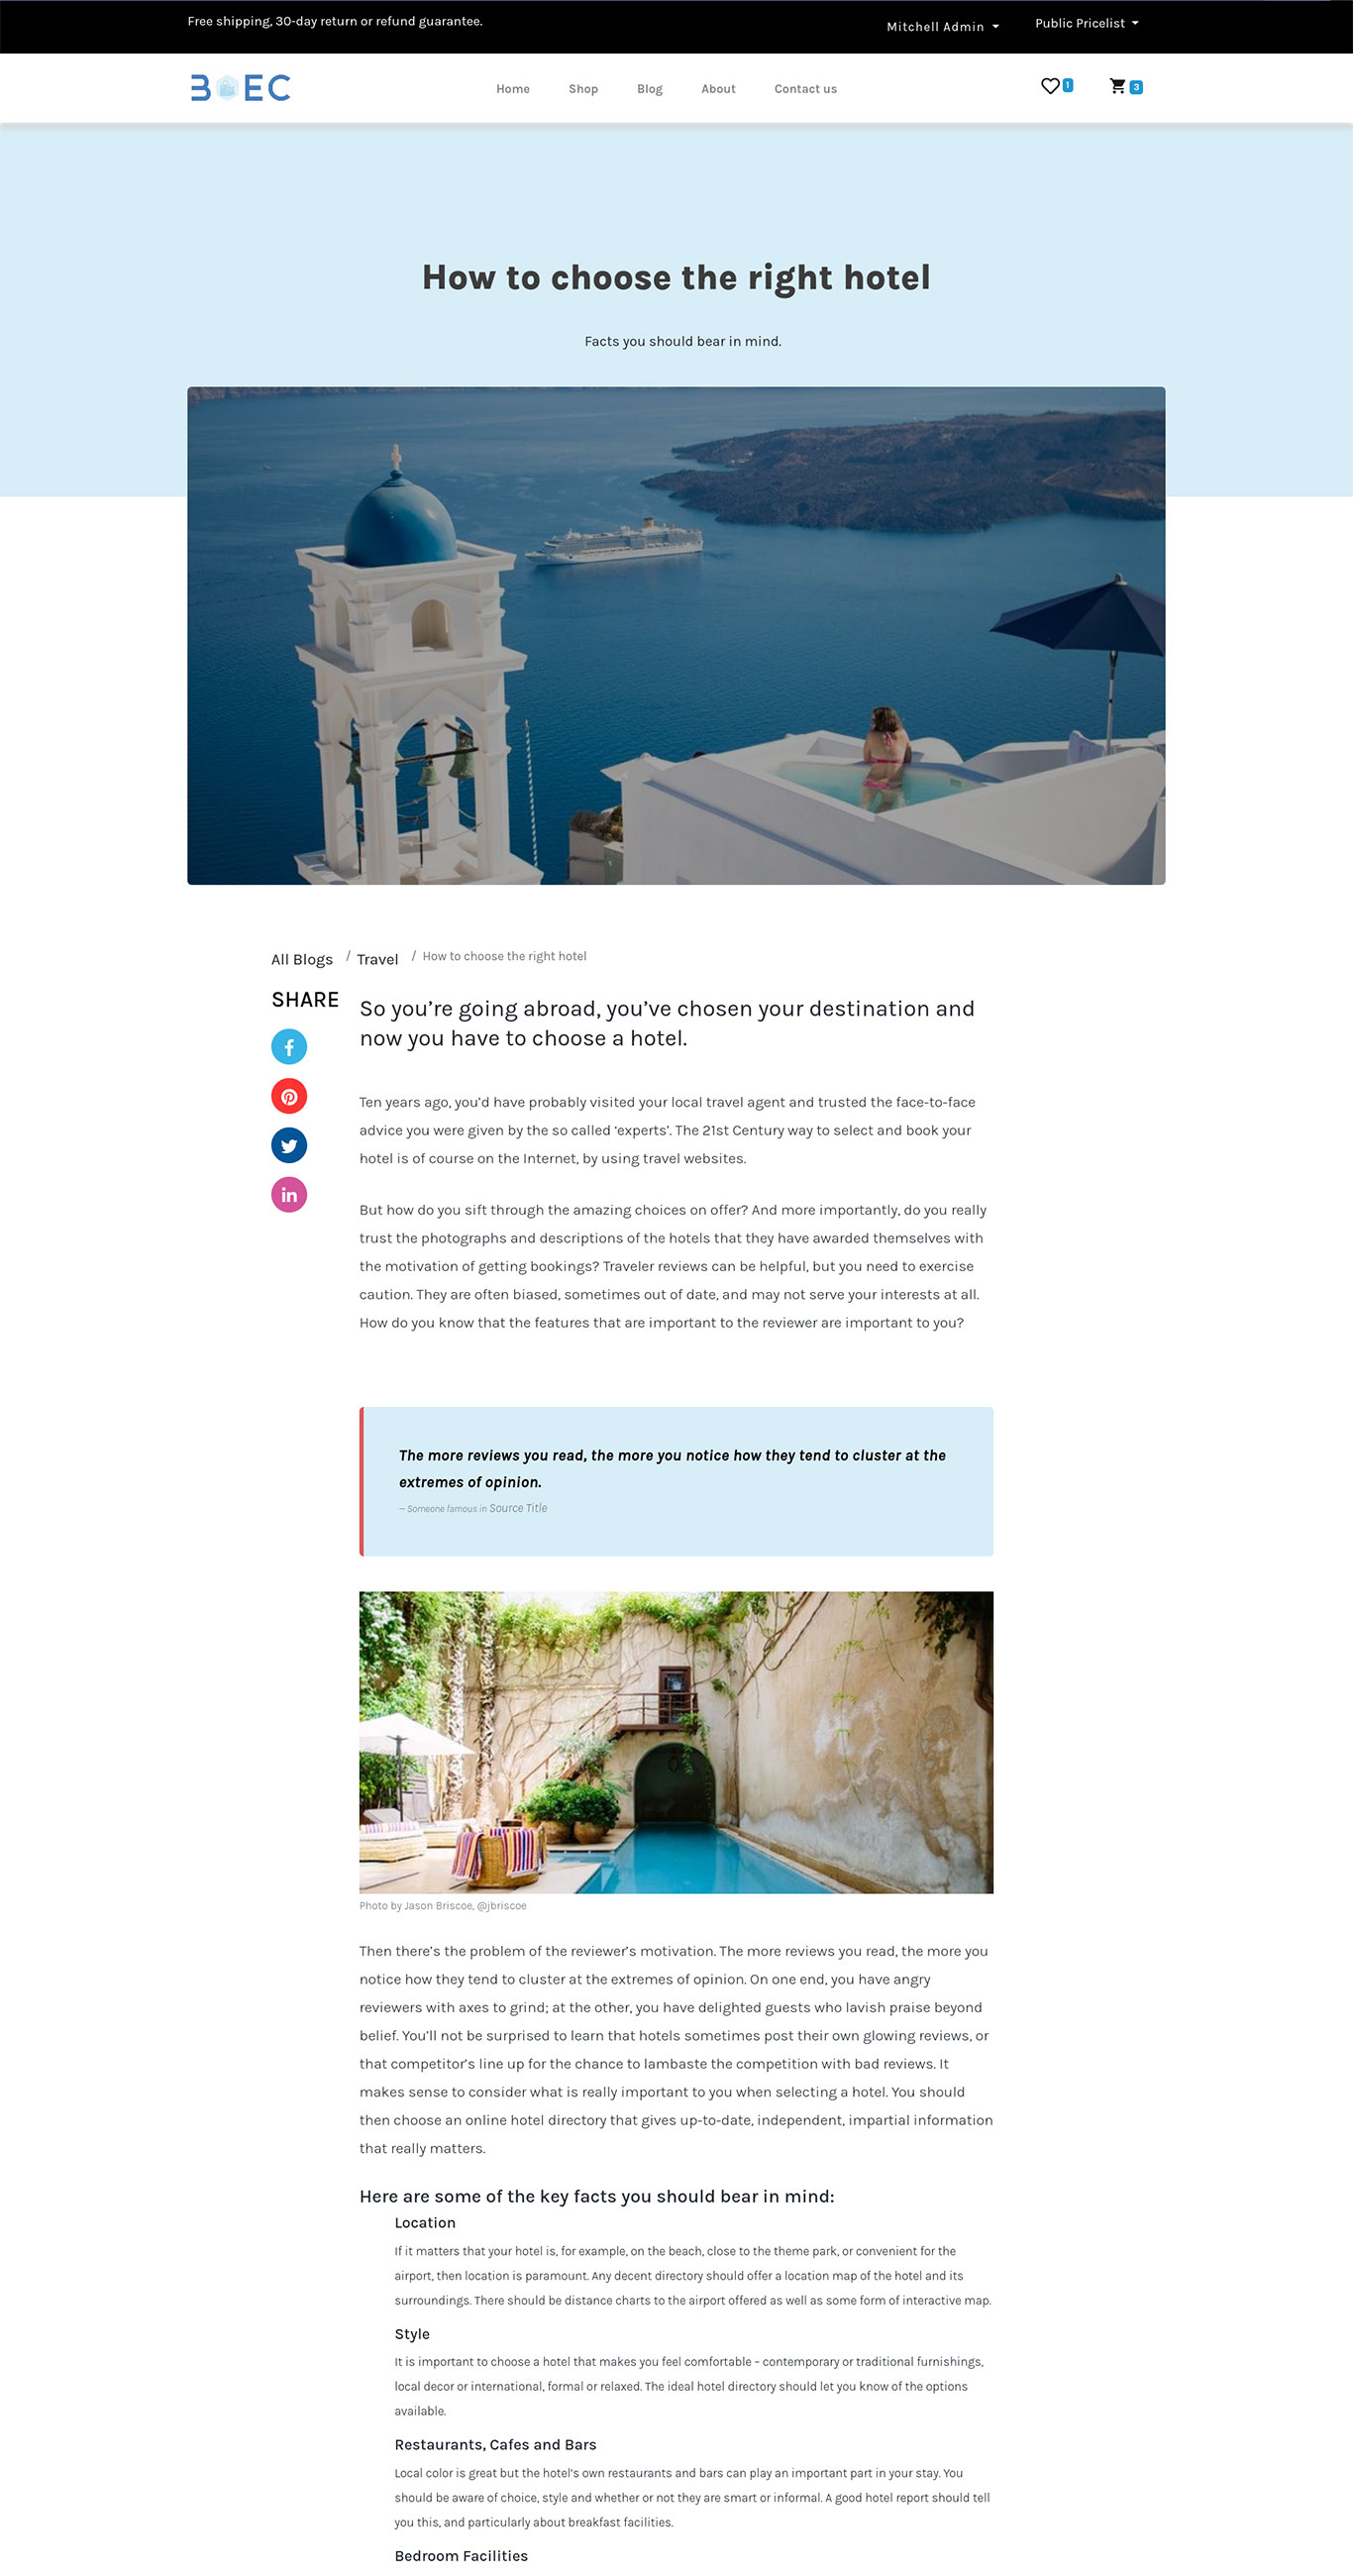 Free shipping, 30-day return or refund guarantee.
Mitchell Admin
Public Pricelist
B EC
Home
Shop
Blog
About
Contact us
1
3
How to choose the right hotel
Facts you should bear in mind.
All Blogs / Travel / How to choose the right hotel
SHARE
So you’re going abroad, you’ve chosen your destination and
now you have to choose a hotel.
Ten years ago, you’d have probably visited your local travel agent and trusted the face-to-face
advice you were given by the so called ‘experts’. The 21st Century way to select and book your
hotel is of course on the Internet, by using travel websites.
But how do you sift through the amazing choices on offer? And more importantly, do you really
trust the photographs and descriptions of the hotels that they have awarded themselves with
the motivation of getting bookings? Traveler reviews can be helpful, but you need to exercise
caution. They are often biased, sometimes out of date, and may not serve your interests at all.
How do you know that the features that are important to the reviewer are important to you?
The more reviews you read, the more you notice how they tend to cluster at the
extremes of opinion.
— Someone famous in Source Title
Photo by Jason Briscoe, @jbriscoe
Then there’s the problem of the reviewer’s motivation. The more reviews you read, the more you
notice how they tend to cluster at the extremes of opinion. On one end, you have angry
reviewers with axes to grind; at the other, you have delighted guests who lavish praise beyond
belief. You’ll not be surprised to learn that hotels sometimes post their own glowing reviews, or
that competitor’s line up for the chance to lambaste the competition with bad reviews. It
makes sense to consider what is really important to you when selecting a hotel. You should
then choose an online hotel directory that gives up-to-date, independent, impartial information
that really matters.
Here are some of the key facts you should bear in mind:
Location
If it matters that your hotel is, for example, on the beach, close to the theme park, or convenient for the
airport, then location is paramount. Any decent directory should offer a location map of the hotel and its
surroundings. There should be distance charts to the airport offered as well as some form of interactive map.
Style
It is important to choose a hotel that makes you feel comfortable – contemporary or traditional furnishings,
local decor or international, formal or relaxed. The ideal hotel directory should let you know of the options
available.
Restaurants, Cafes and Bars
Local color is great but the hotel’s own restaurants and bars can play an important part in your stay. You
should be aware of choice, style and whether or not they are smart or informal. A good hotel report should tell
you this, and particularly about breakfast facilities.
Bedroom Facilities